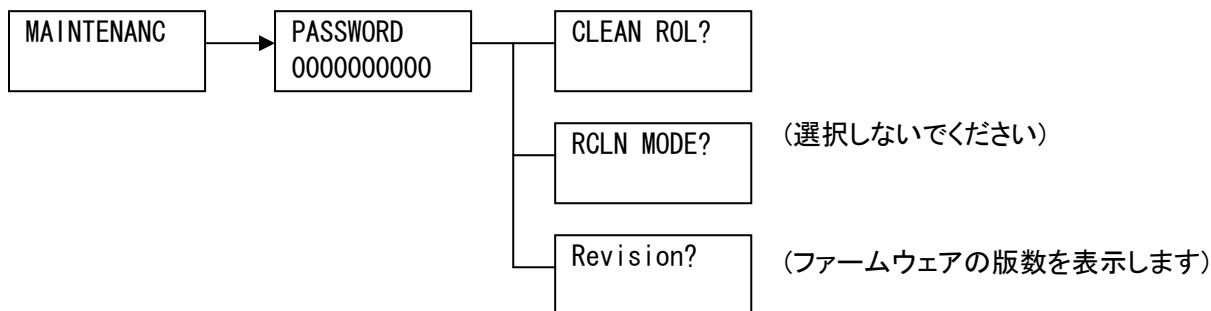 MAINTENANC
PASSWORD
0000000000
CLEAN ROL?
RCLN MODE?
(選択しないでください)
Revision?
(ファームウェアの版数を表示します)